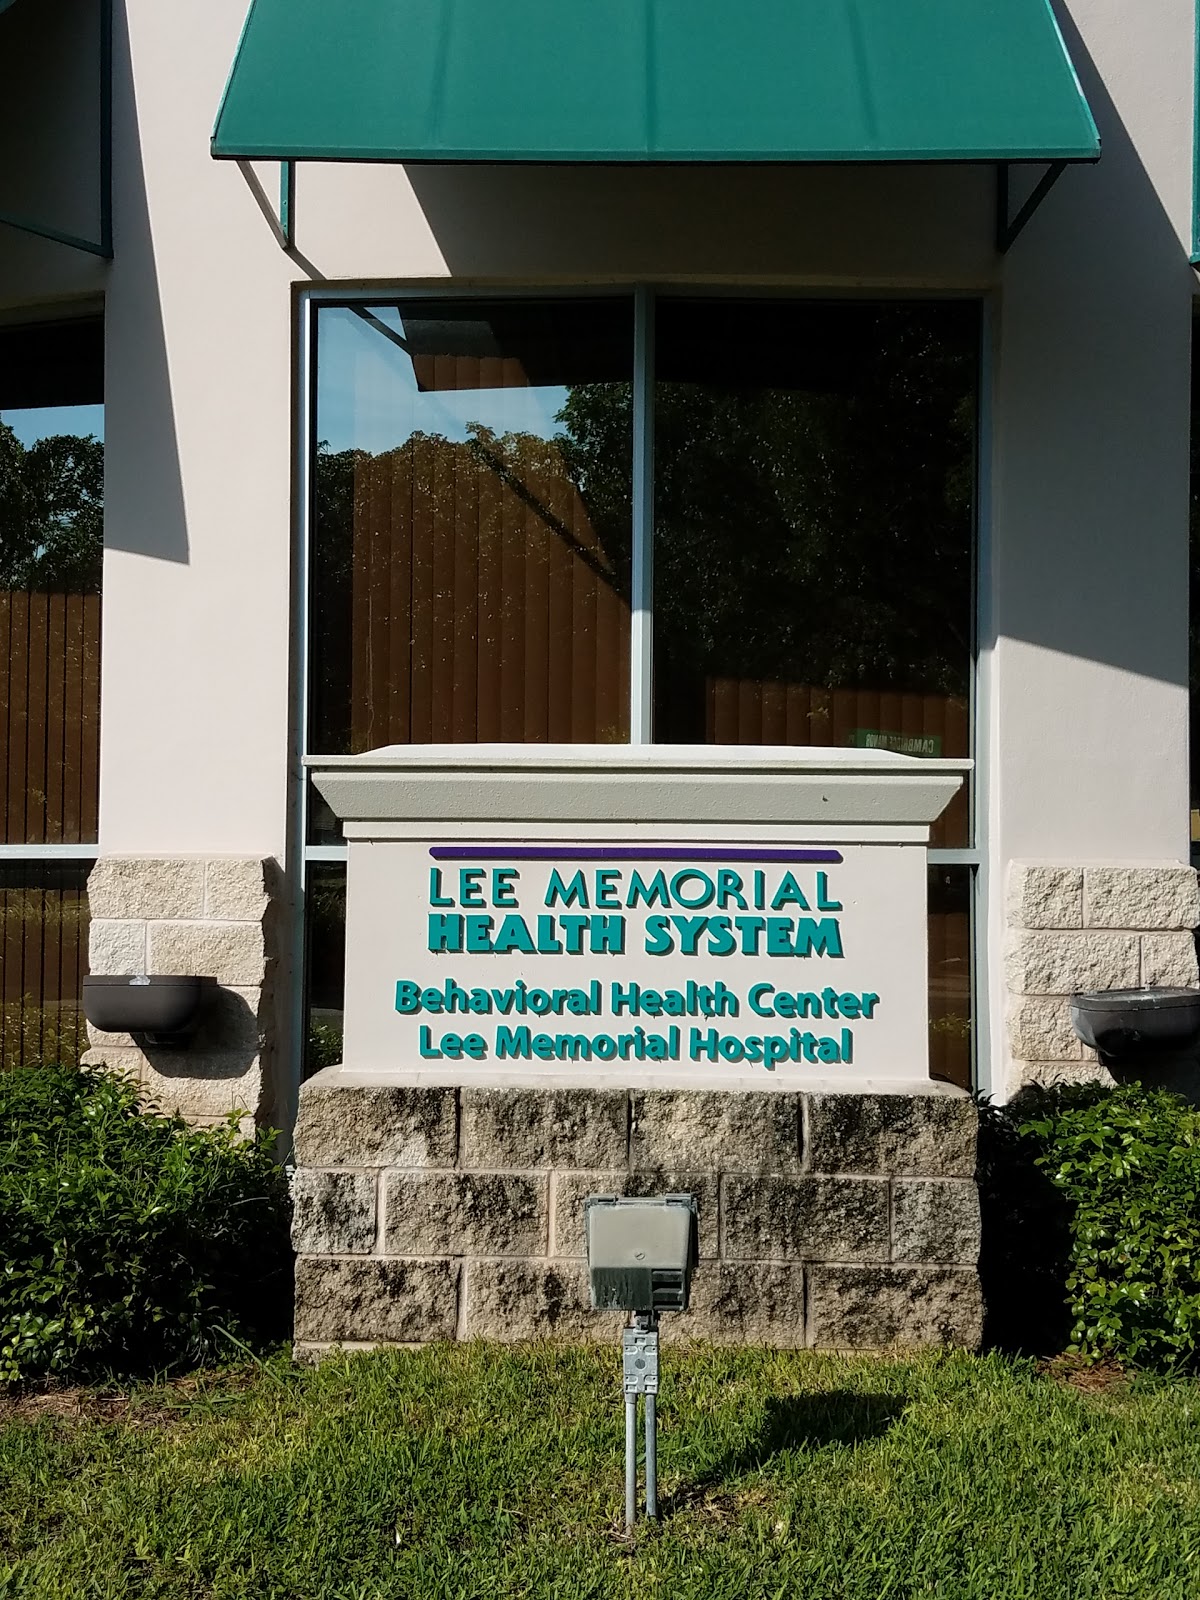 LEE MEMORIAL
HEALTH SYSTEM
Behavioral Health Center
Lee Memorial Hospital